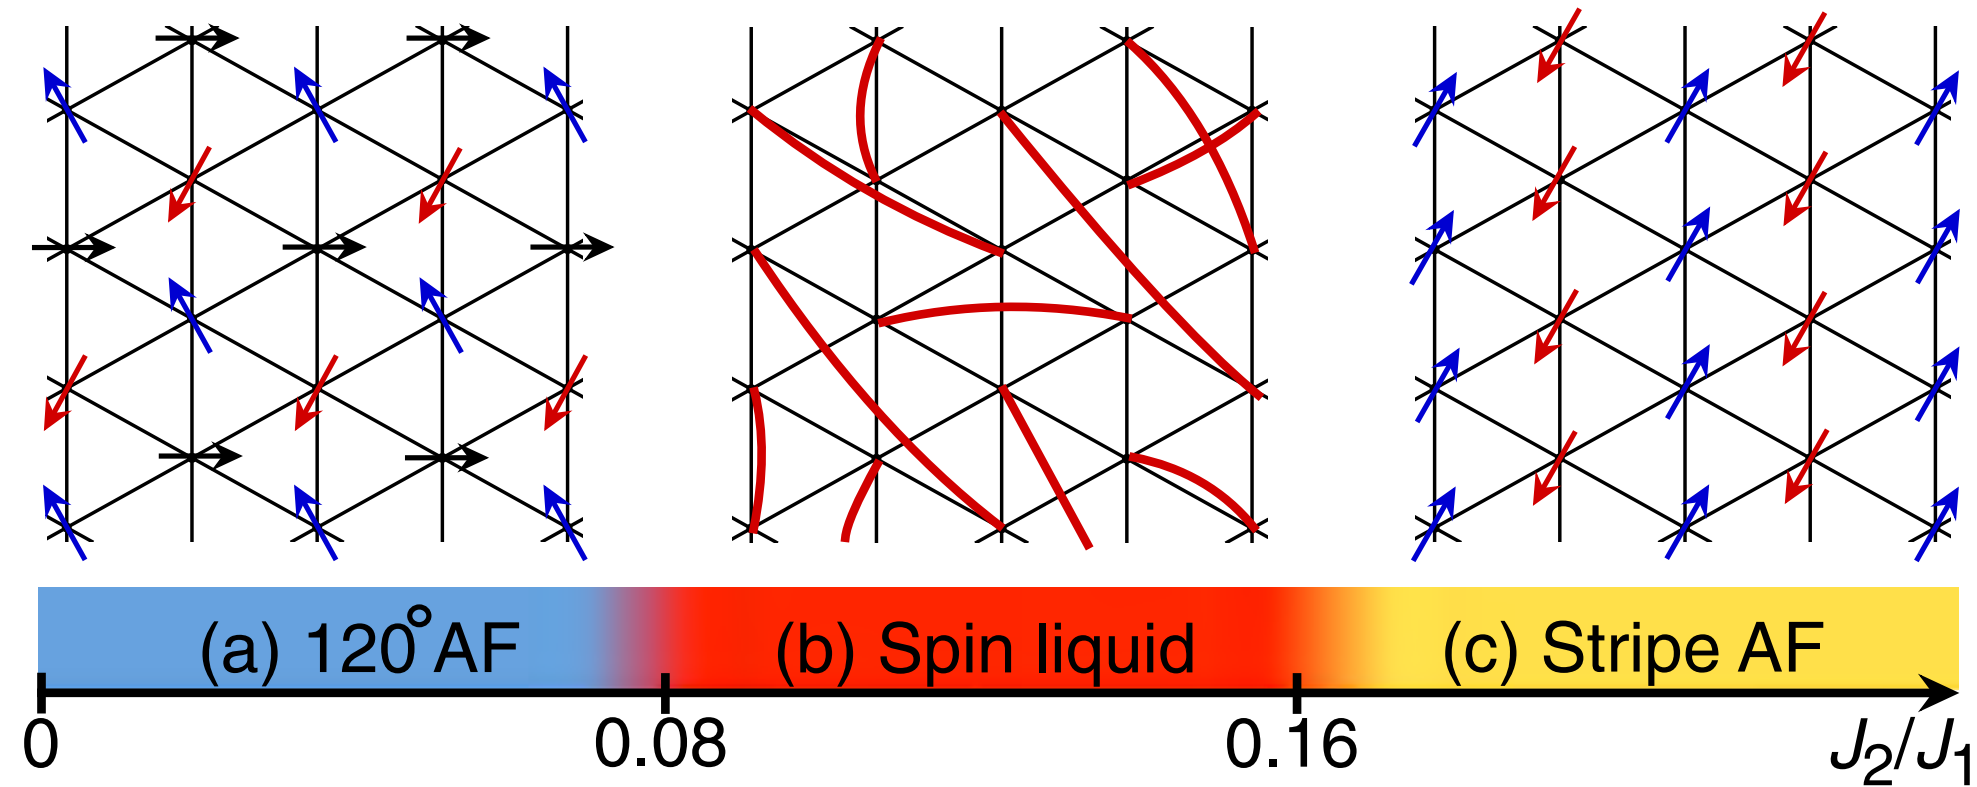 (a) 120° AF (b) Spin liquid (c) Stripe AF
0 0.08 0.16 J₂/J₁